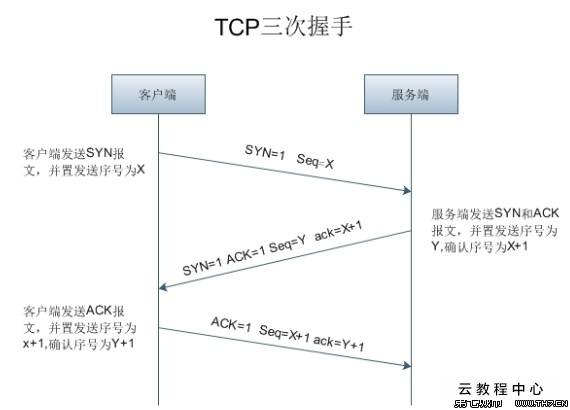 TCP三次握手
客户端
服务端
客户端发送SYN报
文，并置发送序号为X
SYN=1 Seq=X
服务端发送SYN和ACK
报文，并置发送序号为
Y,确认序号为X+1
SYN=1 ACK=1 Seq=Y ack=X+1
客户端发送ACK报
文，并置发送序号为
x+1,确认序号为Y+1
ACK=1 Seq=X+1 ack=Y+1
云教程中心
WWW.TH7.CN